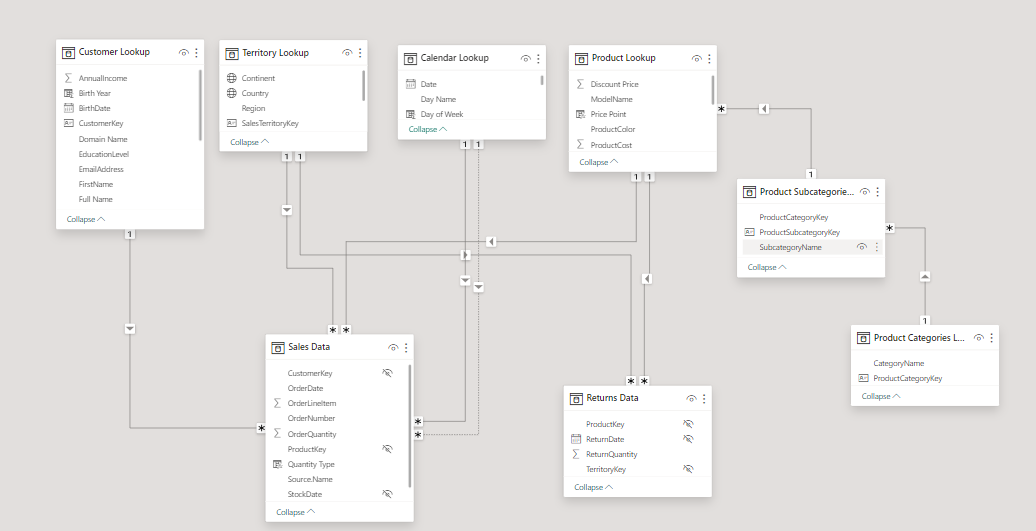 Customer Lookup
AnnualIncome
Birth Year
BirthDate
CustomerKey
Domain Name
EducationLevel
EmailAddress
FirstName
Full Name
Collapse
1
Territory Lookup
Continent
Country
Region
SalesTerritoryKey
Collapse
1 1
Calendar Lookup
Date
Day Name
Day of Week
Collapse
1 1
Product Lookup
Discount Price
ModelName
Price Point
ProductColor
ProductCost
Collapse
1 1
*
1
Product Subcategorie...
ProductCategoryKey
ProductSubcategoryKey
SubcategoryName
Collapse
*
1
Product Categories L...
CategoryName
ProductCategoryKey
Collapse
* *
Sales Data
CustomerKey
OrderDate
OrderLineItem
OrderNumber
OrderQuantity
ProductKey
Quantity Type
Source.Name
StockDate
Collapse
*
*
*
* *
Returns Data
ProductKey
ReturnDate
ReturnQuantity
TerritoryKey
Collapse